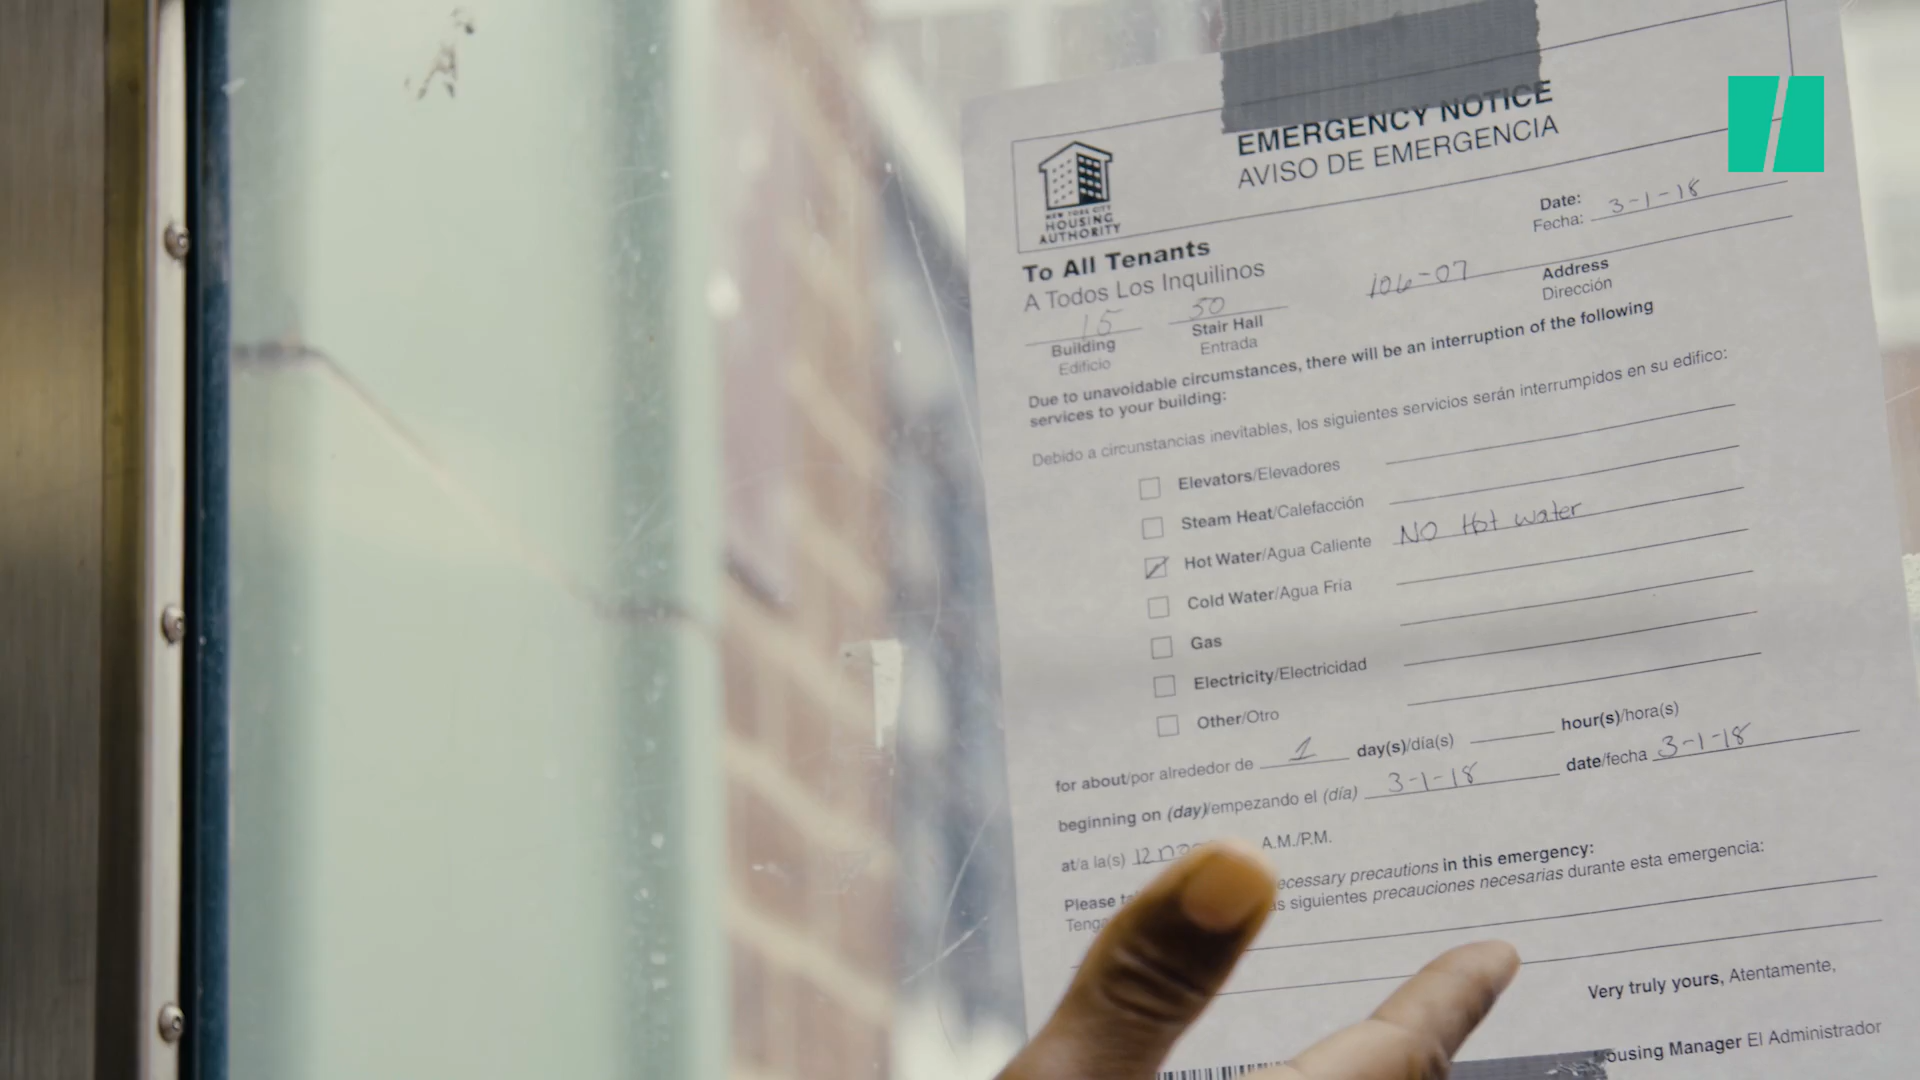 EMERGENCY NOTICE
AVISO DE EMERGENCIA
NEW YORK CITY
HOUSING
AUTHORITY
Date: 3-1-18
Fecha:
To All Tenants
A Todos Los Inquilinos
15 50 106-07 Address
Dirección
Building Stair Hall
Edificio Entrada
Due to unavoidable circumstances, there will be an interruption of the following
services to your building:
Debido a circunstancias inevitables, los siguientes servicios serán interrumpidos en su edifico:
Elevators/Elevadores
Steam Heat/Calefacción
Hot Water/Agua Caliente NO Hot water
Cold Water/Agua Fria
Gas
Electricity/Electricidad
Other/Otro
for about/por alrededor de 1 day(s)/día(s) hour(s)/hora(s)
beginning on (day)/empezando el (día) 3-1-18 date/fecha 3-1-18
at/a la(s) 12 A.M./P.M.
Please necessary precautions in this emergency:
siguientes precauciones necesarias durante esta emergencia:
Very truly yours, Atentamente,
Housing Manager El Administrador